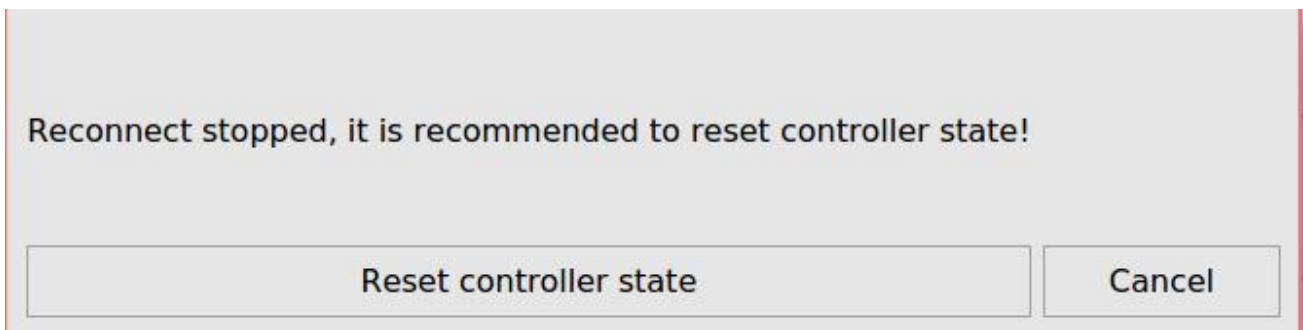 Reconnect stopped, it is recommended to reset controller state!
Reset controller state
Cancel